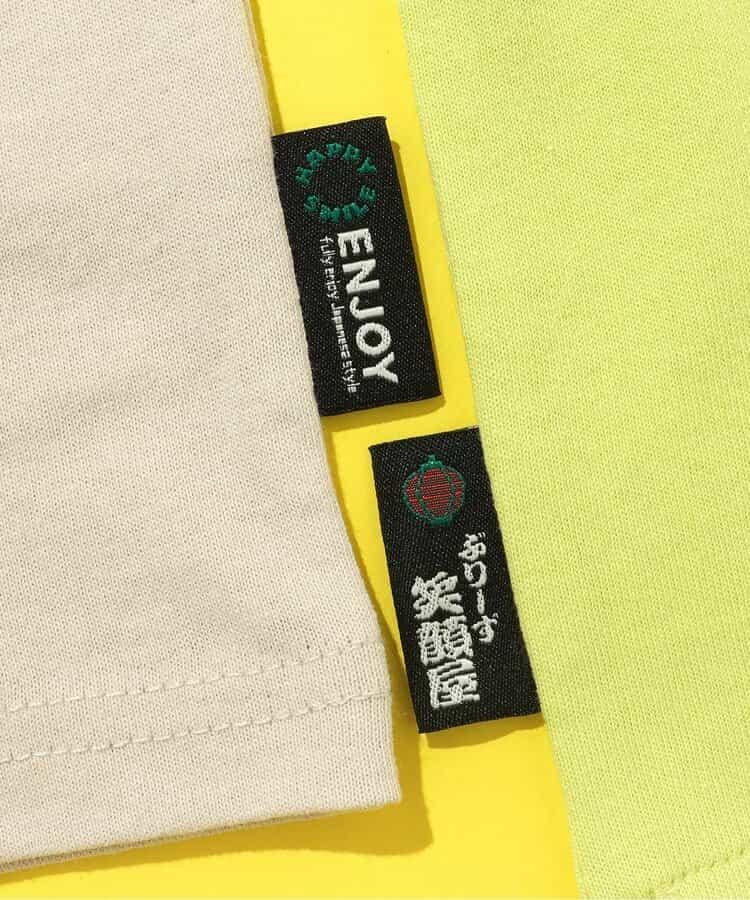 HAPPY SMILE
ENJOY
fully enjoy Japanese style
ぷりーず
笑顔屋